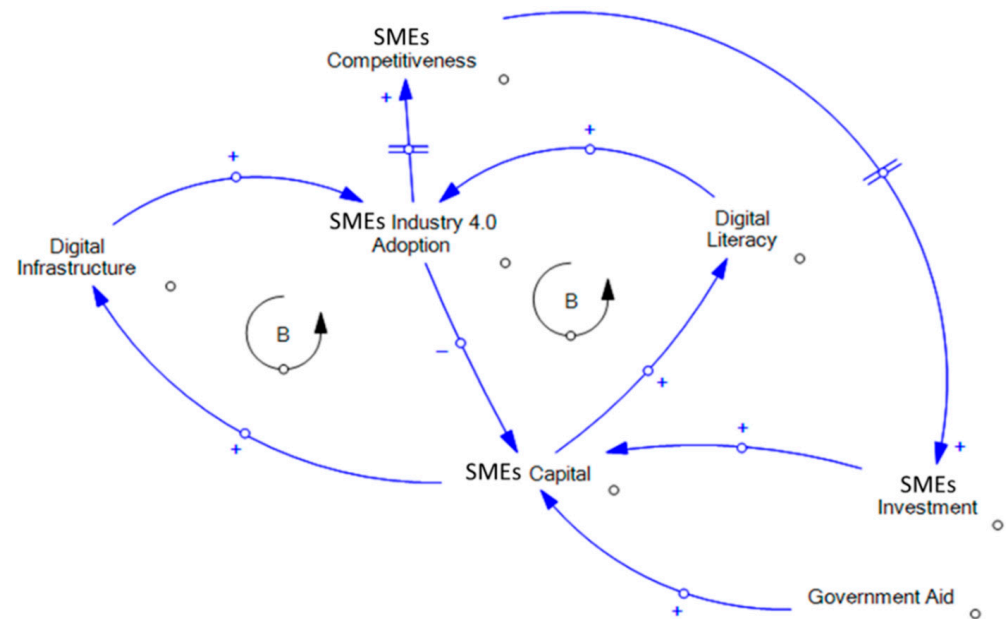 SMEs
Competitiveness
+
+
+
SMEs Industry 4.0
Adoption
Digital
Literacy
Digital
Infrastructure
B
B
−
+
+
+
+
SMEs Capital
SMEs
Investment
Government Aid
+